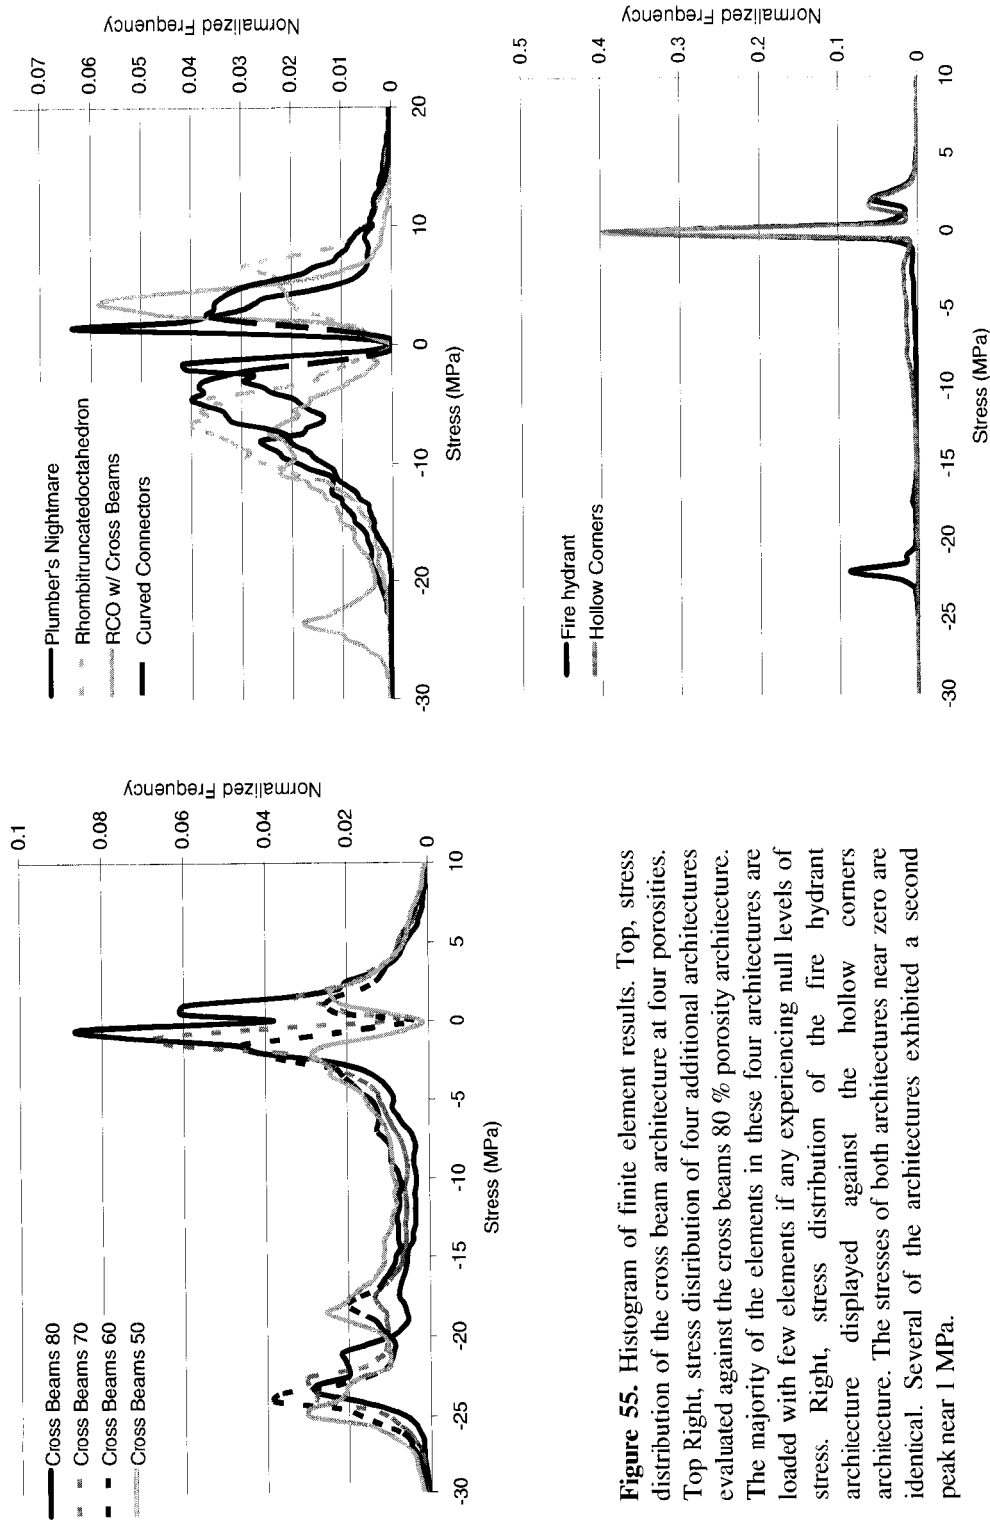 Cross Beams 80
Cross Beams 70
Cross Beams 60
Cross Beams 50
0.1
0.08
0.06
0.04
0.02
0
Normalized Frequency
-30
-25
-20
-15
-10
-5
0
5
10
Stress (MPa)
Plumber's Nightmare
Rhombitruncatedoctahedron
RCO w/ Cross Beams
Curved Connectors
0.07
0.06
0.05
0.04
0.03
0.02
0.01
0
Normalized Frequency
-30
-20
-10
0
10
20
Stress (MPa)
Figure 55. Histogram of finite element results. Top, stress
distribution of the cross beam architecture at four porosities.
Top Right, stress distribution of four additional architectures
evaluated against the cross beams 80 % porosity architecture.
The majority of the elements in these four architectures are
loaded with few elements if any experiencing null levels of
stress. Right, stress distribution of the fire hydrant
architecture displayed against the hollow corners
architecture. The stresses of both architectures near zero are
identical. Several of the architectures exhibited a second
peak near 1 MPa.
Fire hydrant
Hollow Corners
0.5
0.4
0.3
0.2
0.1
0
Normalized Frequency
-30
-25
-20
-15
-10
-5
0
5
10
Stress (MPa)